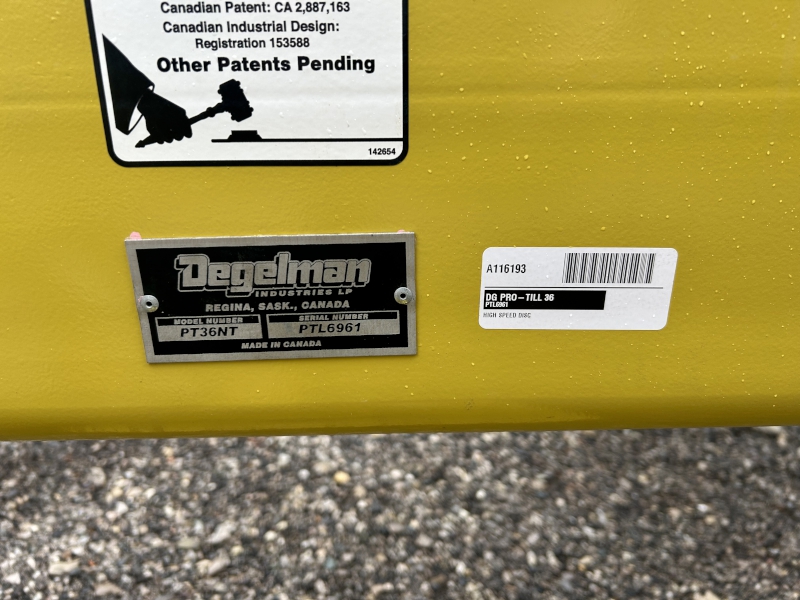 Canadian Patent: CA 2,887,163
Canadian Industrial Design:
Registration 153588
Other Patents Pending
142654
Degelman
INDUSTRIES LP
REGINA, SASK., CANADA
MODEL NUMBER SERIAL NUMBER
PT36NT PTL6961
MADE IN CANADA
A116193
DG PRO-TILL 36
PTL6961
HIGH SPEED DISC